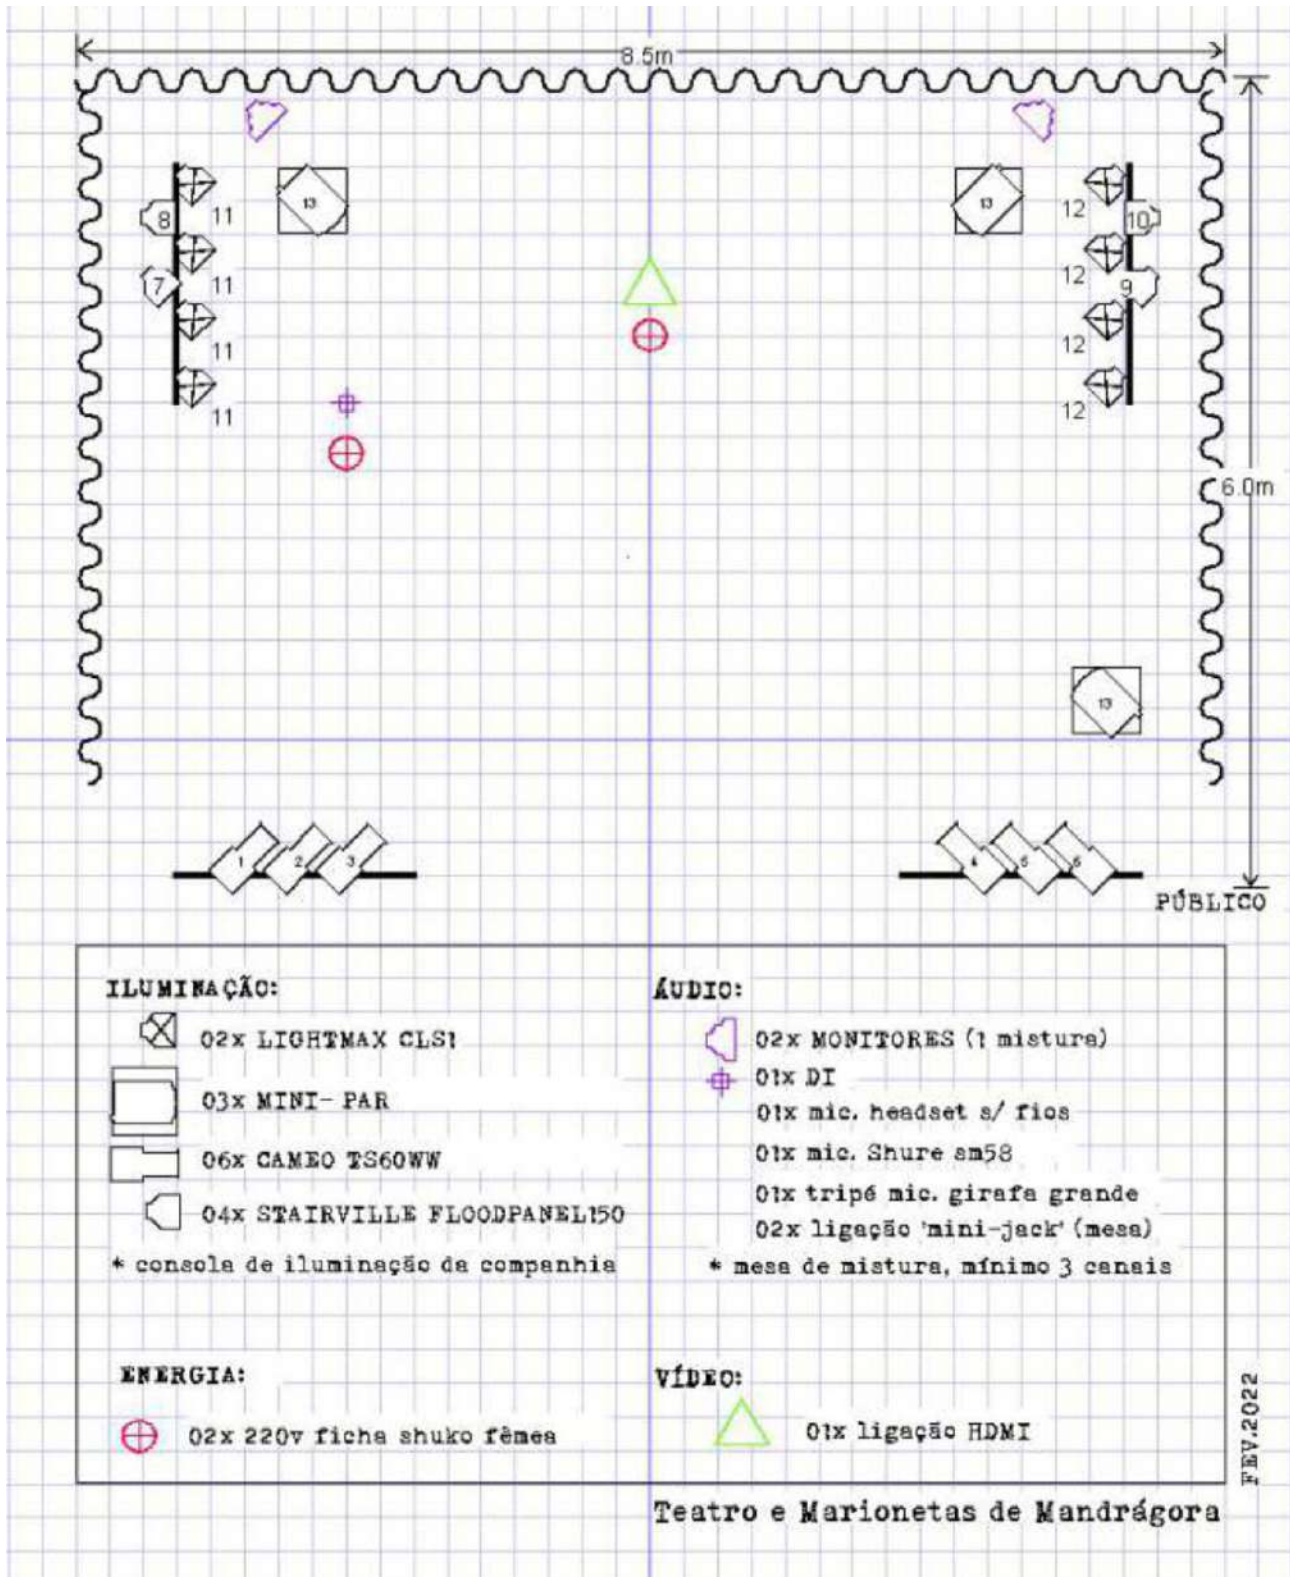 8.5m
13
13
8
11
12
10
7
11
12
9
11
12
11
12
6.0m
13
1
2
3
4
5
6
PÚBLICO
ILUMINAÇÃO:
02x LIGHTMAX CLS1
03x MINI-PAR
06x CAMEO TS60WW
04x STAIRVILLE FLOODPANEL150
* consola de iluminação da companhia
ÁUDIO:
02x MONITORES (1 mistura)
01x DI
01x mic. headset s/ fios
01x mic. Shure sm58
01x tripé mic. girafa grande
02x ligação 'mini-jack' (mesa)
* mesa de mistura, mínimo 3 canais
ENERGIA:
02x 220v ficha shuko fêmea
VÍDEO:
01x ligação HDMI
FEV.2022
Teatro e Marionetas de Mandrágora